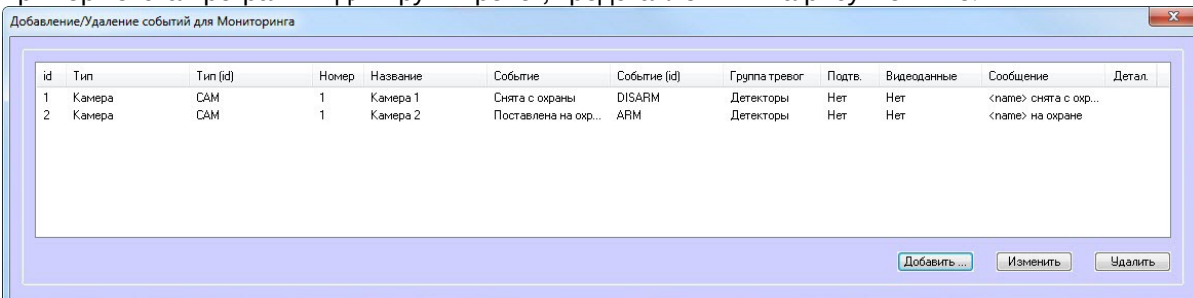 Добавление/Удаление событий для Мониторинга
id Тип Тип (id) Номер Название Событие Событие (id) Группа тревог Подтв. Видеоданные Сообщение Детал.
1 Камера CAM 1 Камера 1 Снята с охраны DISARM Детекторы Нет Нет <name> снята с охр...
2 Камера CAM 1 Камера 2 Поставлена на охр... ARM Детекторы Нет Нет <name> на охране
Добавить ... Изменить Удалить